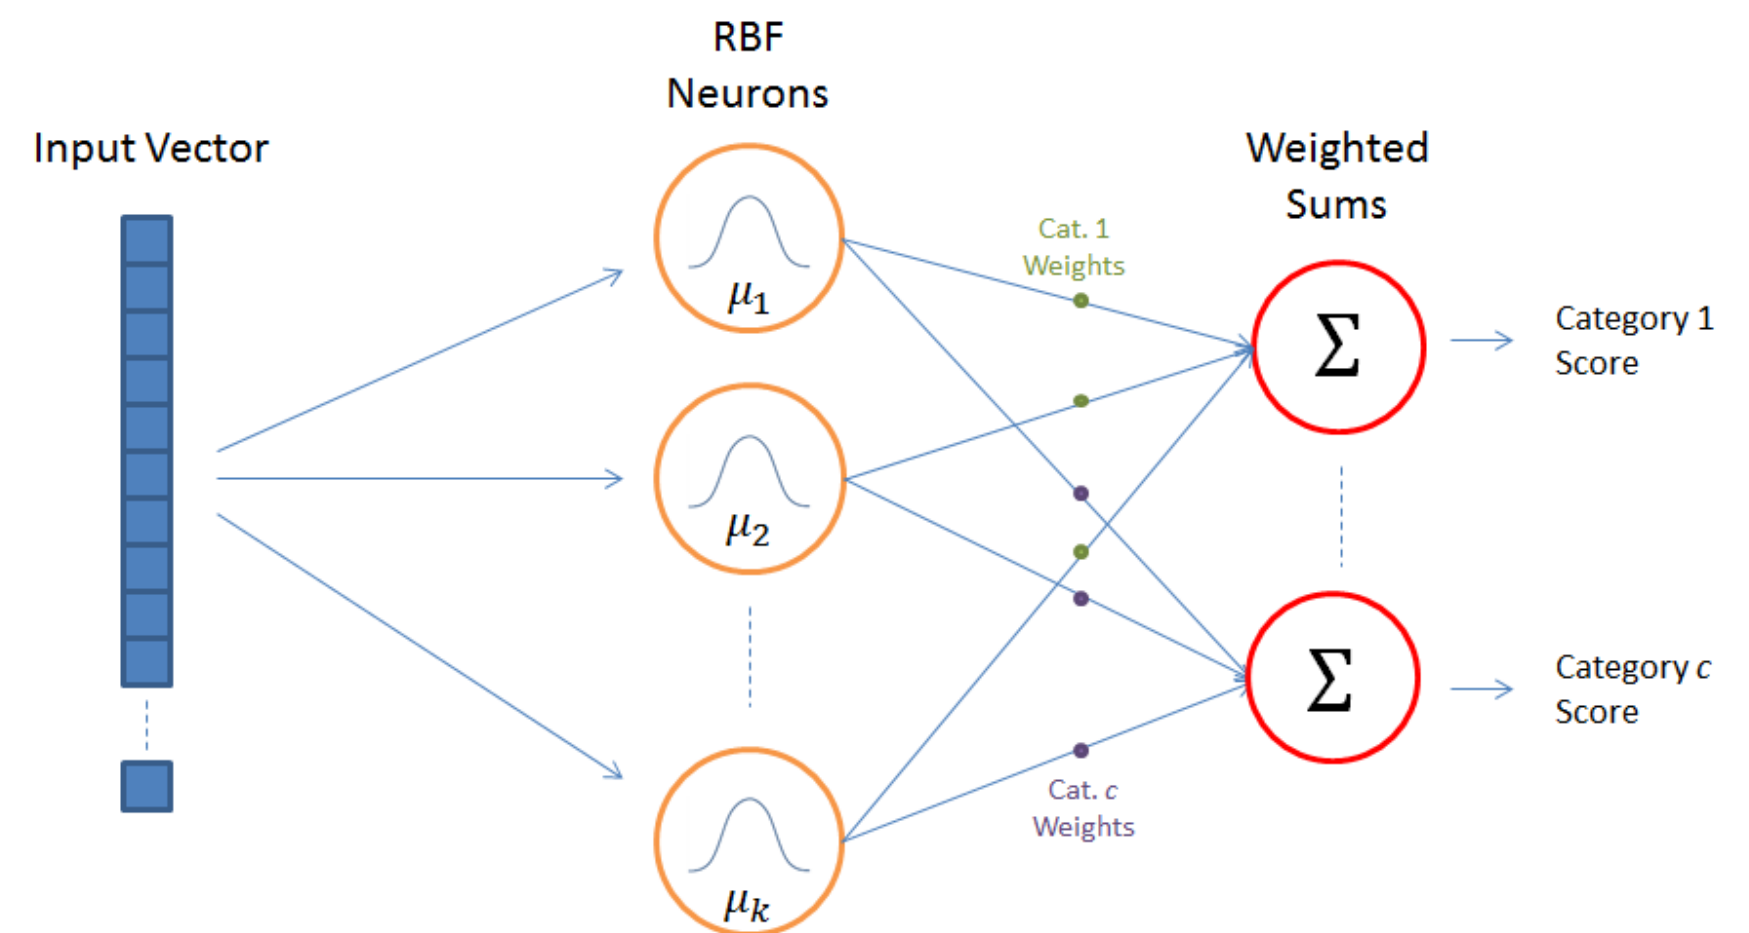 RBF
Neurons
Input Vector
Weighted
Sums
Cat. 1
Weights
μ1
Σ
Category 1
Score
μ2
Σ
Category c
Score
Cat. c
Weights
μk